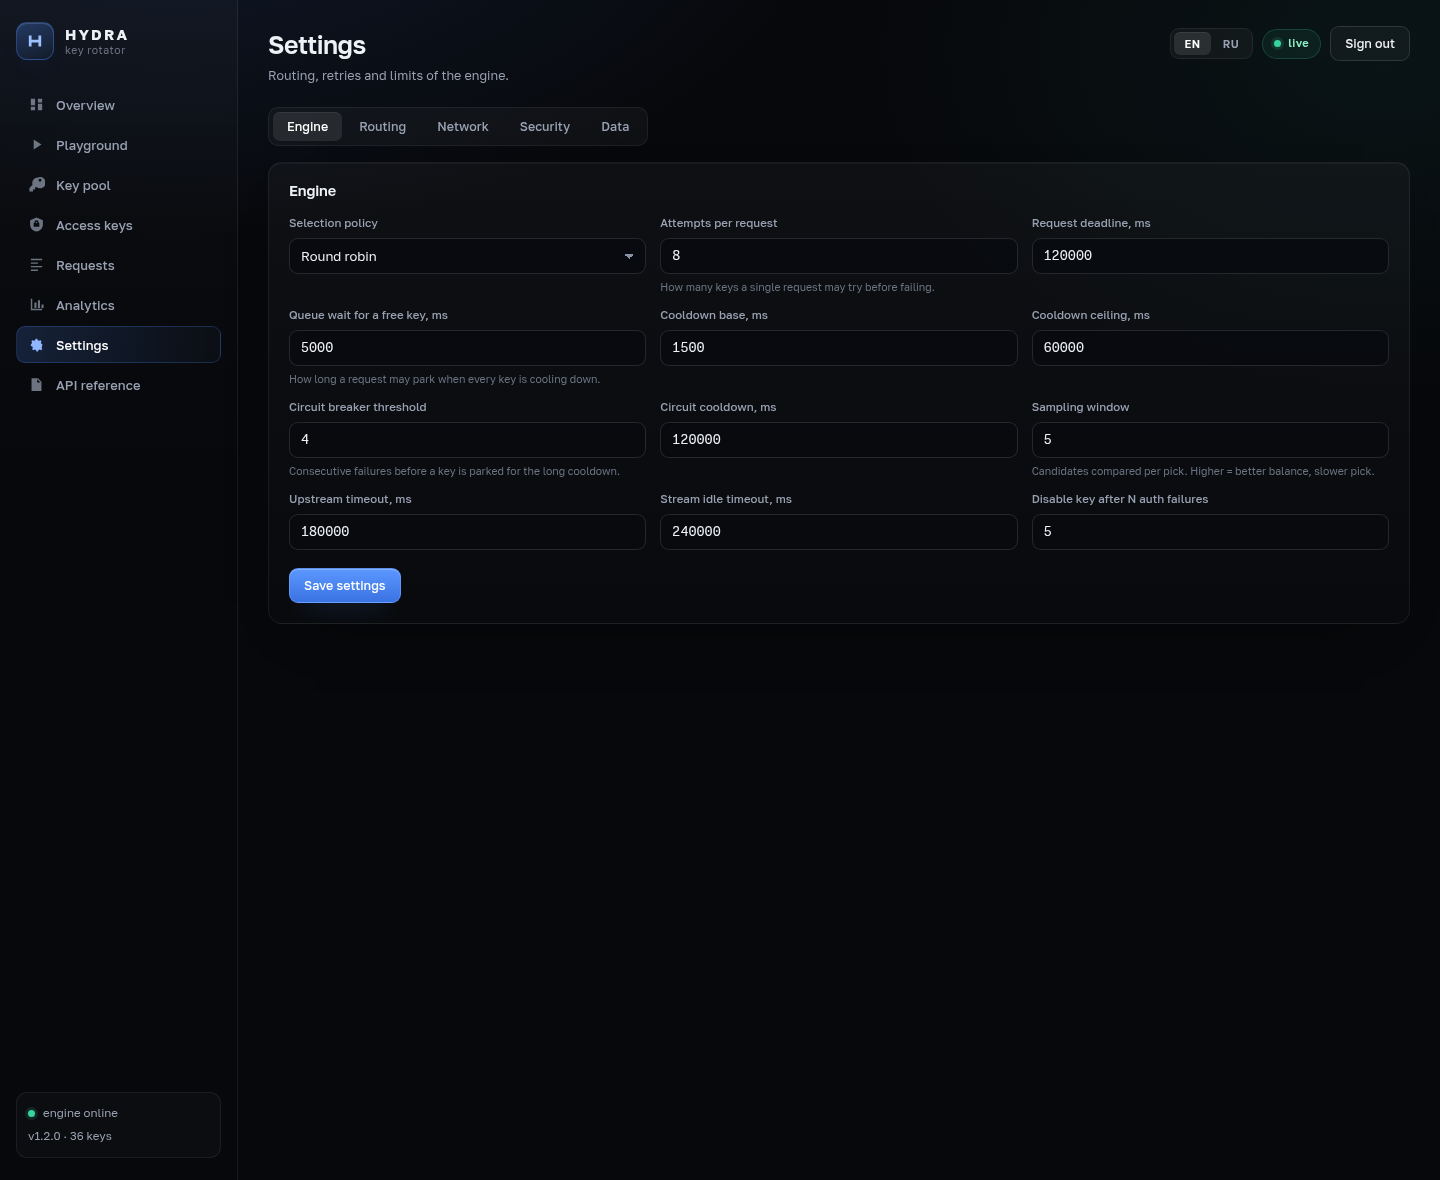 HYDRA
key rotator
Overview
Playground
Key pool
Access keys
Requests
Analytics
Settings
API reference
engine online
v1.2.0 · 36 keys
Settings
Routing, retries and limits of the engine.
EN RU
live
Sign out
Engine Routing Network Security Data
Engine
Selection policy Attempts per request Request deadline, ms
Round robin 8 120000
How many keys a single request may try before failing.
Queue wait for a free key, ms Cooldown base, ms Cooldown ceiling, ms
5000 1500 60000
How long a request may park when every key is cooling down.
Circuit breaker threshold Circuit cooldown, ms Sampling window
4 120000 5
Consecutive failures before a key is parked for the long cooldown. Candidates compared per pick. Higher = better balance, slower pick.
Upstream timeout, ms Stream idle timeout, ms Disable key after N auth failures
180000 240000 5
Save settings